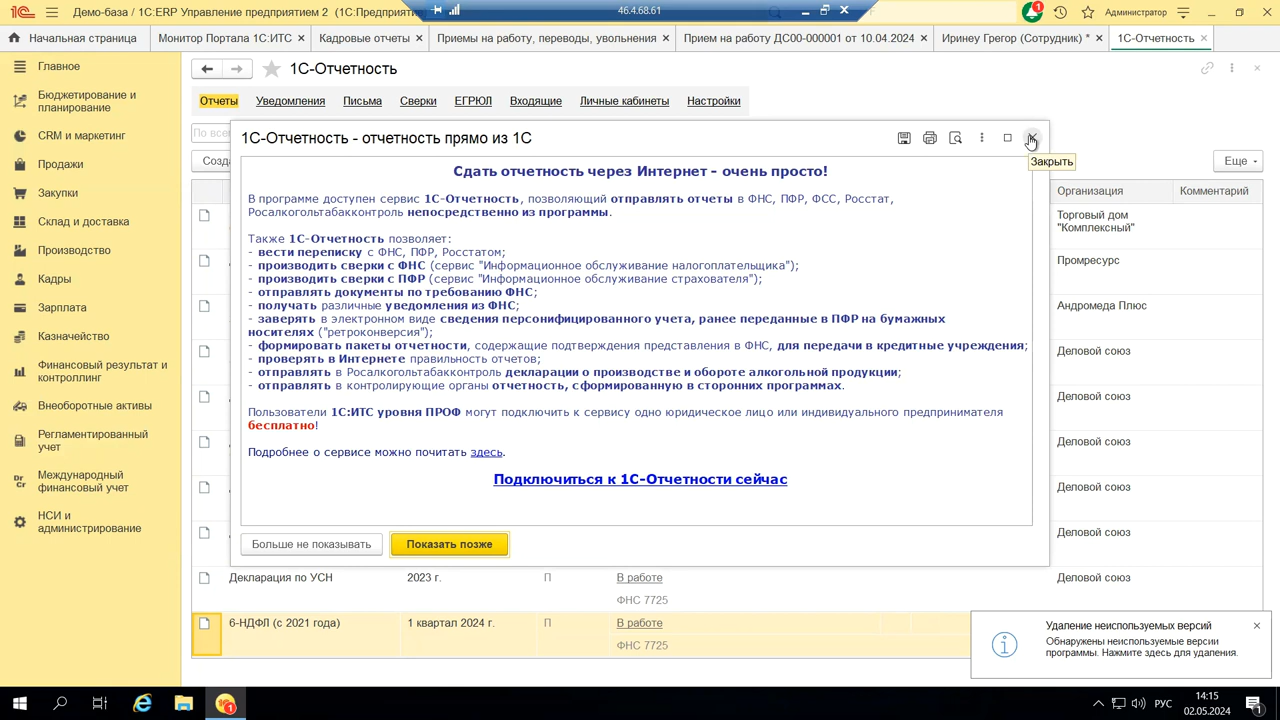 Демо-база / 1С:ERP Управление предприятием 2 (1С:Предприятие
46.4.68.61
1
Администратор
Начальная страница
Монитор Портала 1С:ИТС
Кадровые отчеты
Приемы на работу, переводы, увольнения
Прием на работу ДС00-000001 от 10.04.2024
Иринеу Грегор (Сотрудник) *
1С-Отчетность
Главное
Бюджетирование и
планирование
CRM и маркетинг
Продажи
Закупки
Склад и доставка
Производство
Кадры
Зарплата
Казначейство
Финансовый результат и
контроллинг
Внеоборотные активы
Регламентированный
учет
Dr
Cr
Международный
финансовый учет
НСИ и
администрирование
1С-Отчетность
Отчеты
Уведомления
Письма
Сверки
ЕГРЮЛ
Входящие
Личные кабинеты
Настройки
По все
Созд
Еще
Организация
Комментарий
Торговый дом
"Комплексный"
Промресурс
Андромеда Плюс
Деловой союз
Деловой союз
Деловой союз
Деловой союз
Деловой союз
1С-Отчетность - отчетность прямо из 1С
Закрыть
Сдать отчетность через Интернет - очень просто!
В программе доступен сервис 1С-Отчетность, позволяющий отправлять отчеты в ФНС, ПФР, ФСС, Росстат,
Росалкогольтабакконтроль непосредственно из программы.
Также 1С-Отчетность позволяет:
- вести переписку с ФНС, ПФР, Росстатом;
- производить сверки с ФНС (сервис "Информационное обслуживание налогоплательщика");
- производить сверки с ПФР (сервис "Информационное обслуживание страхователя");
- отправлять документы по требованию ФНС;
- получать различные уведомления из ФНС;
- заверять в электронном виде сведения персонифицированного учета, ранее переданные в ПФР на бумажных
носителях ("ретроконверсия");
- формировать пакеты отчетности, содержащие подтверждения представления в ФНС, для передачи в кредитные учреждения;
- проверять в Интернете правильность отчетов;
- отправлять в Росалкогольтабакконтроль декларации о производстве и обороте алкогольной продукции;
- отправлять в контролирующие органы отчетность, сформированную в сторонних программах.
Пользователи 1С:ИТС уровня ПРОФ могут подключить к сервису одно юридическое лицо или индивидуального предпринимателя
бесплатно!
Подробнее о сервисе можно почитать здесь.
Подключиться к 1С-Отчетности сейчас
Больше не показывать
Показать позже
Декларация по УСН
2023 г.
П
В работе
Деловой союз
ФНС 7725
6-НДФЛ (с 2021 года)
1 квартал 2024 г.
П
В работе
ФНС 7725
Удаление неиспользуемых версий
Обнаружены неиспользуемые версии
программы. Нажмите здесь для удаления.
1
РУС
14:15
02.05.2024
1